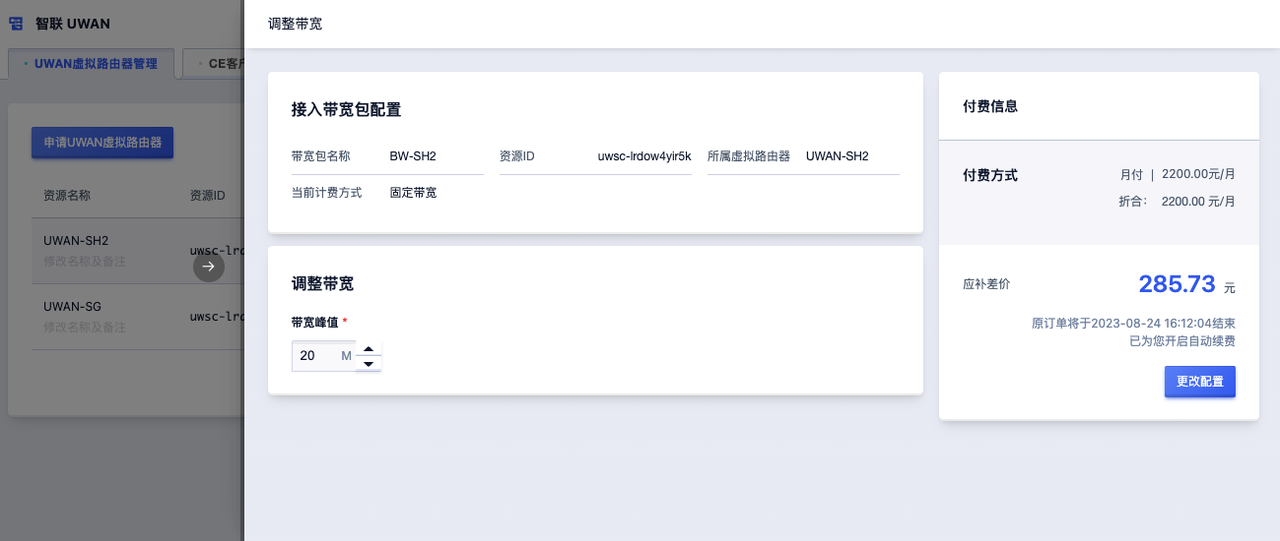 智联 UWAN
UWAN虚拟路由器管理
CE客户
申请UWAN虚拟路由器
资源名称 资源ID
UWAN-SH2
修改名称及备注
uwsc-lrdo
UWAN-SG
修改名称及备注
uwsc-lrdo
调整带宽
接入带宽包配置
带宽包名称 BW-SH2 资源ID uwsc-lrdow4yir5k 所属虚拟路由器 UWAN-SH2
当前计费方式 固定带宽
调整带宽
带宽峰值 *
20 M
付费信息
付费方式 月付 | 2200.00元/月
折合: 2200.00 元/月
应补差价 285.73 元
原订单将于2023-08-24 16:12:04结束
已为您开启自动续费
更改配置